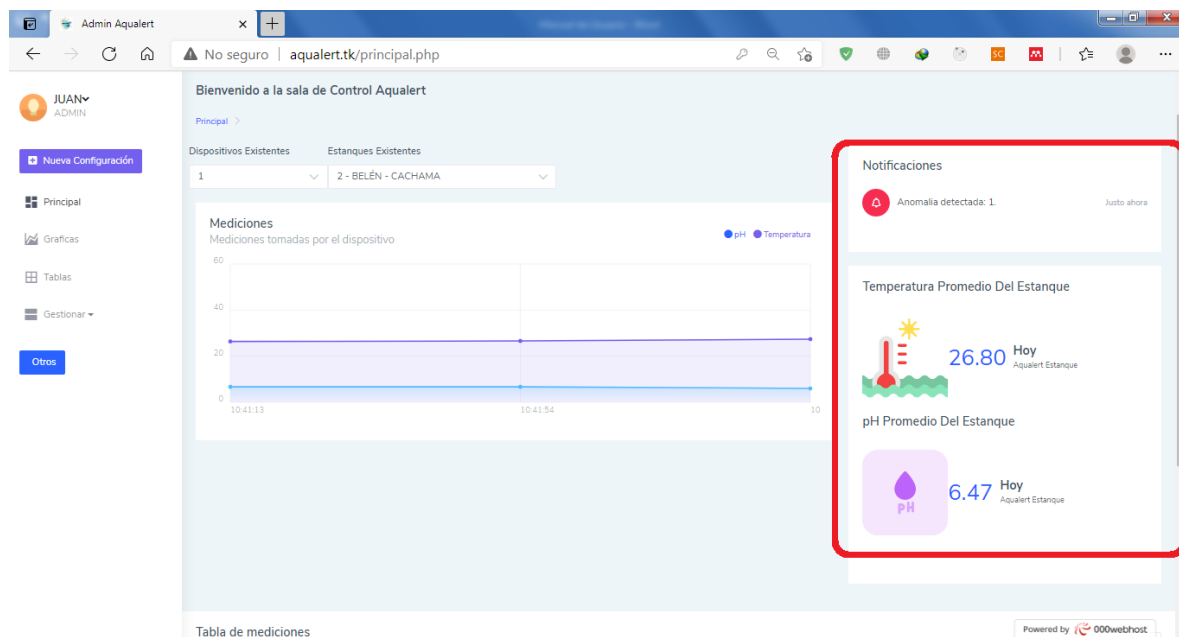 Admin Aqualert
No seguro | aqualert.tk/principal.php
SC
JUAN
ADMIN
Nueva Configuración
Principal
Graficas
Tablas
Gestionar
Otros
Bienvenido a la sala de Control Aqualert
Principal >
Dispositivos Existentes
Estanques Existentes
1
2 - BELÉN - CACHAMA
Mediciones
Mediciones tomadas por el dispositivo
pH Temperatura
60
40
20
0
10:41:13
10:41:54
10
Notificaciones
Anomalia detectada: 1.
Justo ahora
Temperatura Promedio Del Estanque
26.80
Hoy
Aqualert Estanque
pH Promedio Del Estanque
PH
6.47
Hoy
Aqualert Estanque
Tabla de mediciones
Powered by 000webhost